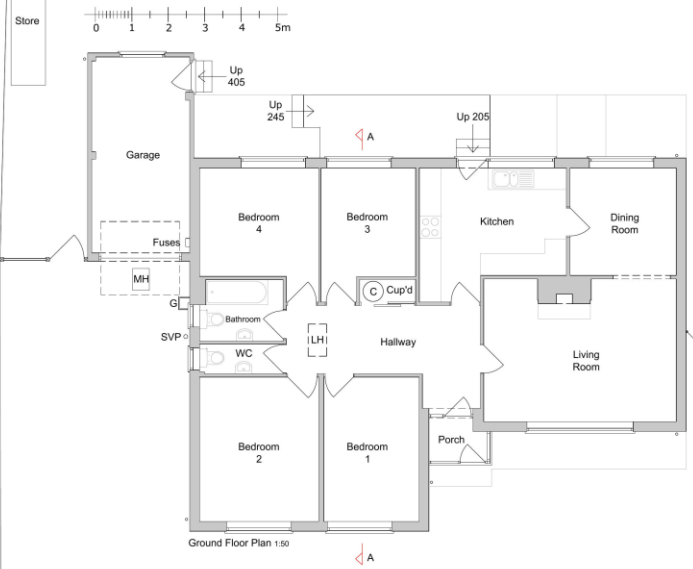 Store
0 1 2 3 4 5m
Up
405
Up
245
A
Up 205
Garage
Bedroom
4
Bedroom
3
Kitchen
Dining
Room
Fuses
MH
G
C
Cup'd
Bathroom
SVP
LH
Hallway
WC
Living
Room
Bedroom
2
Bedroom
1
Porch
Ground Floor Plan 1:50
A